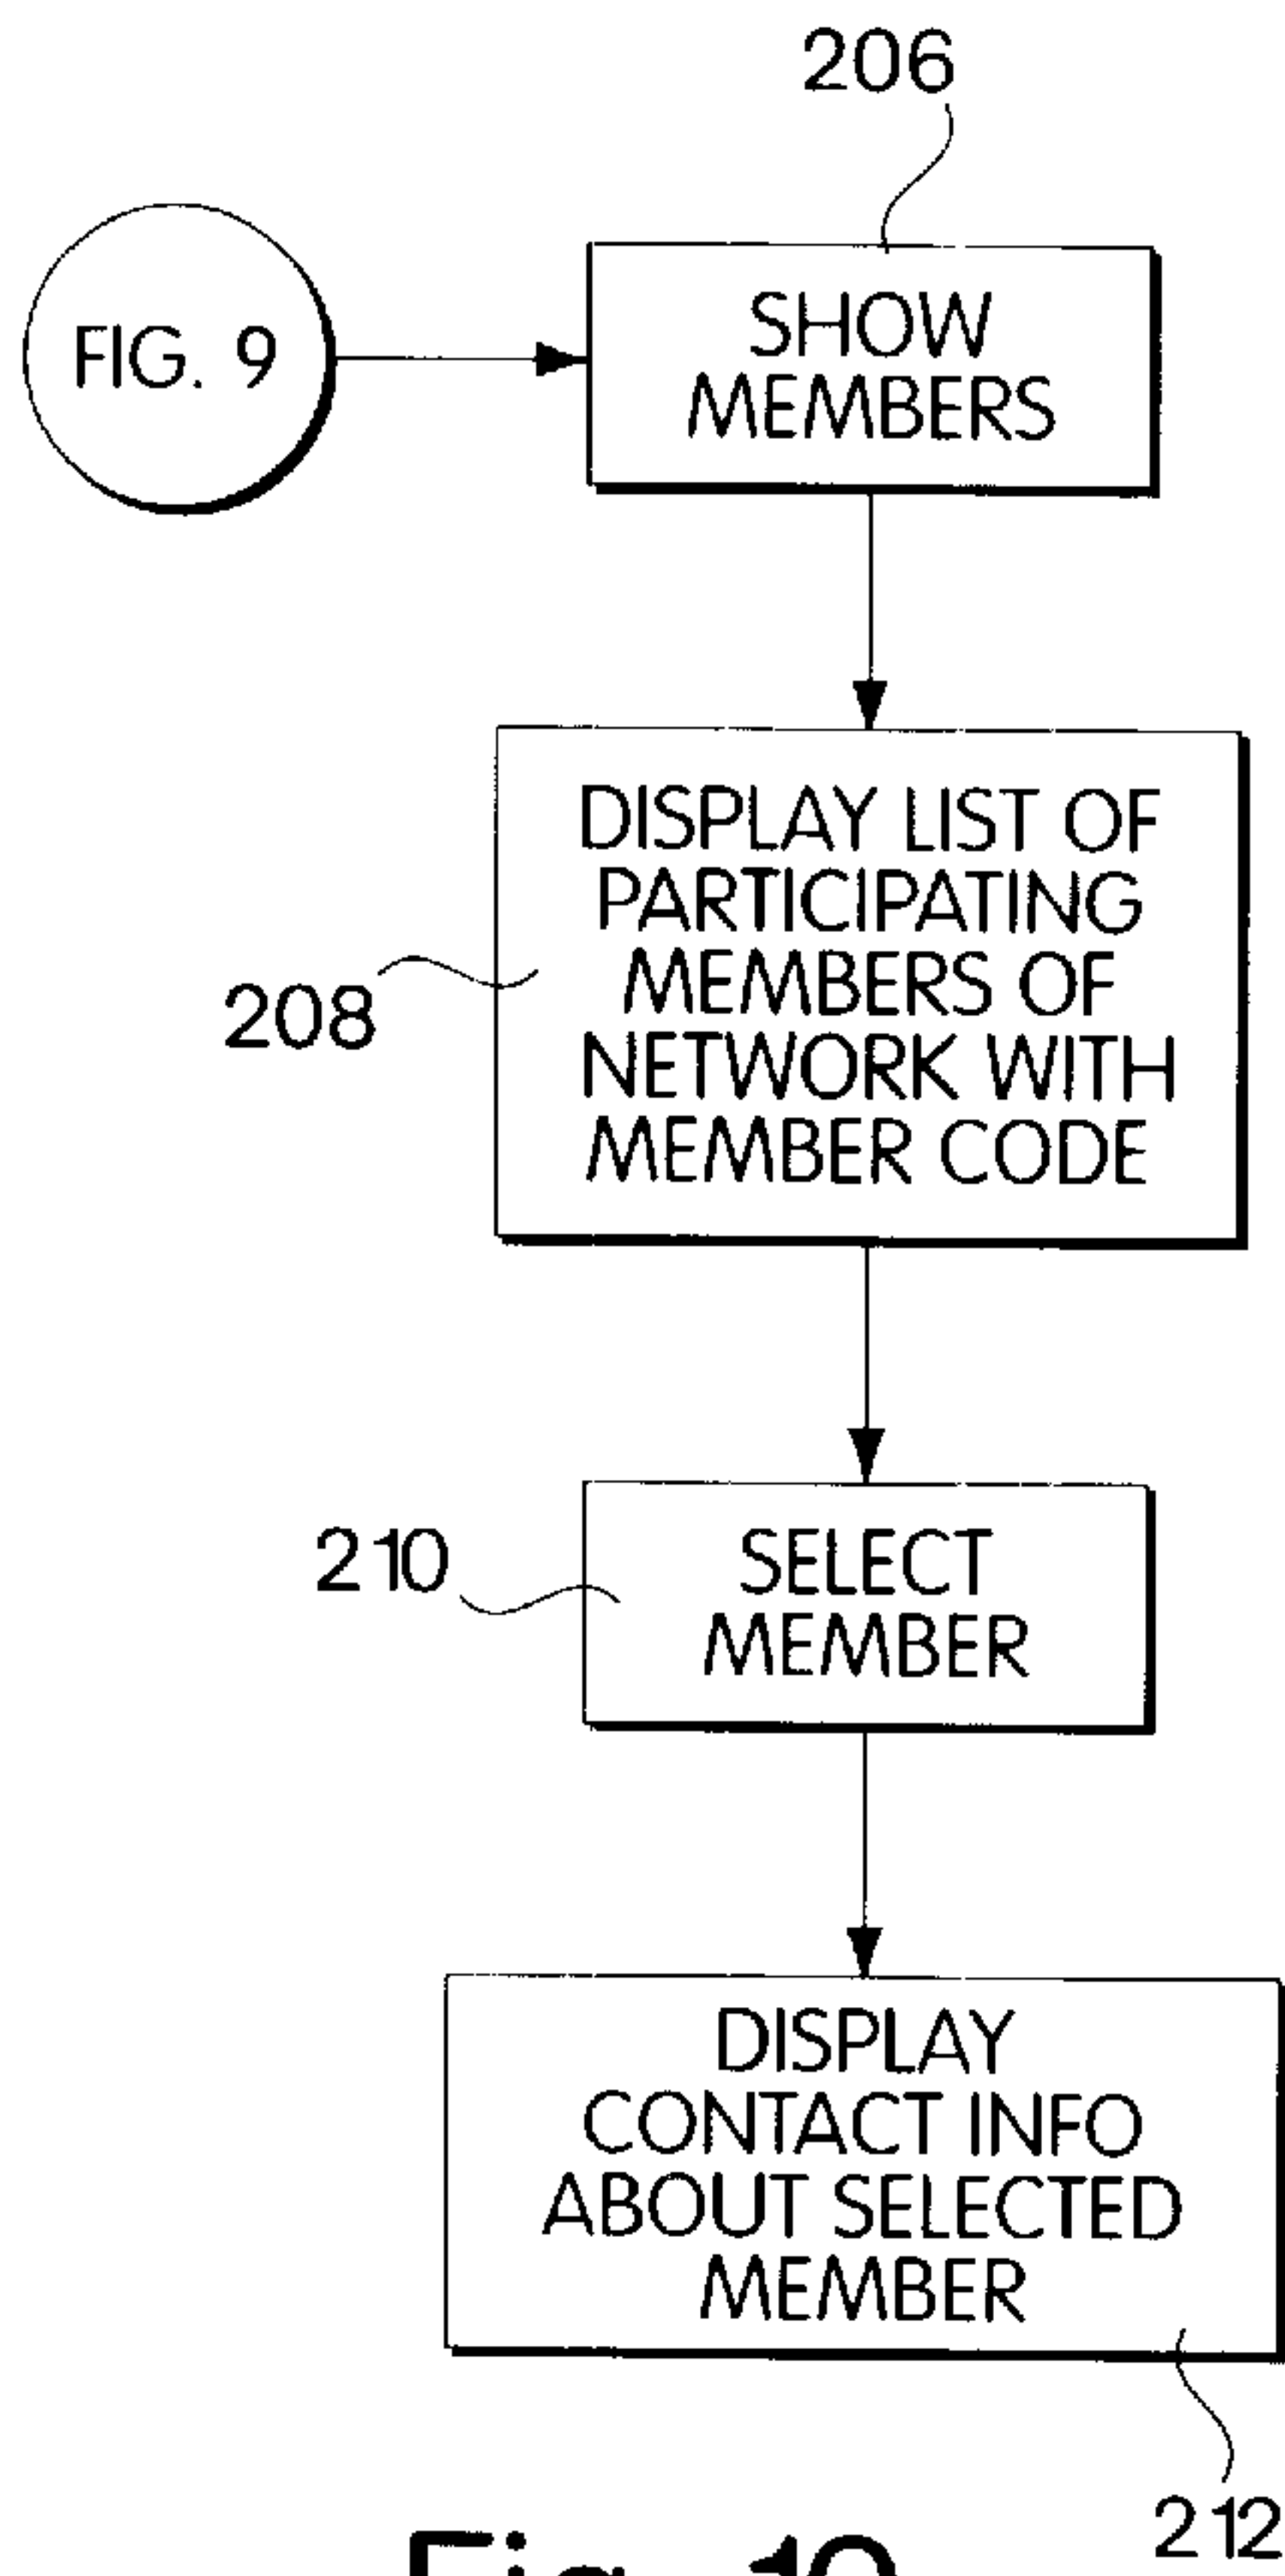 206
FIG. 9
SHOW
MEMBERS
DISPLAY LIST OF
PARTICIPATING
MEMBERS OF
NETWORK WITH
MEMBER CODE
208
210
SELECT
MEMBER
DISPLAY
CONTACT INFO
ABOUT SELECTED
MEMBER
212